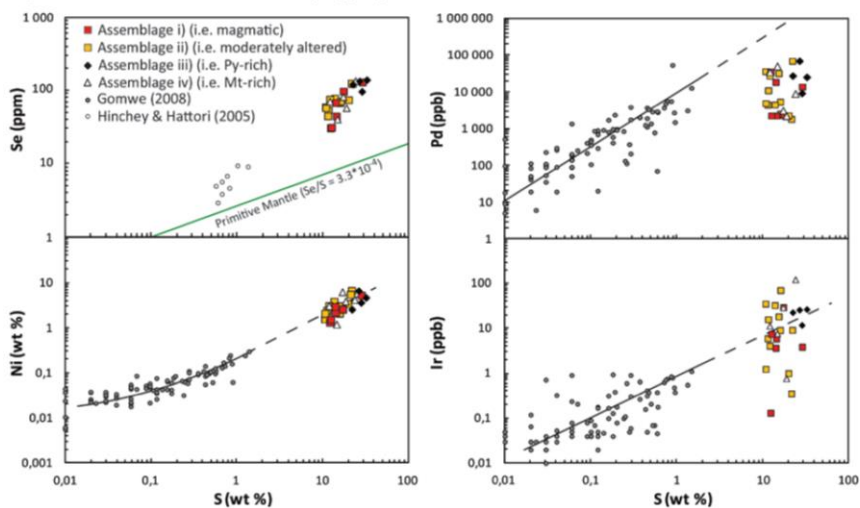 1 000
100
10
1
Se (ppm)
Assemblage i) (i.e. magmatic)
Assemblage ii) (i.e. moderately altered)
Assemblage iii) (i.e. Py-rich)
Assemblage iv) (i.e. Mt-rich)
Gomwe (2008)
Hinchey & Hattori (2005)
Primitive Mantle (Se/S = 3.3*10⁻⁴)
1 000 000
100 000
10 000
1 000
100
10
1
Pd (ppb)
10
1
0,1
0,01
0,001
Ni (wt %)
0,01
0,1
1
10
100
S (wt %)
100
10
1
0,1
0,01
Ir (ppb)
0,01
0,1
1
10
100
S (wt %)